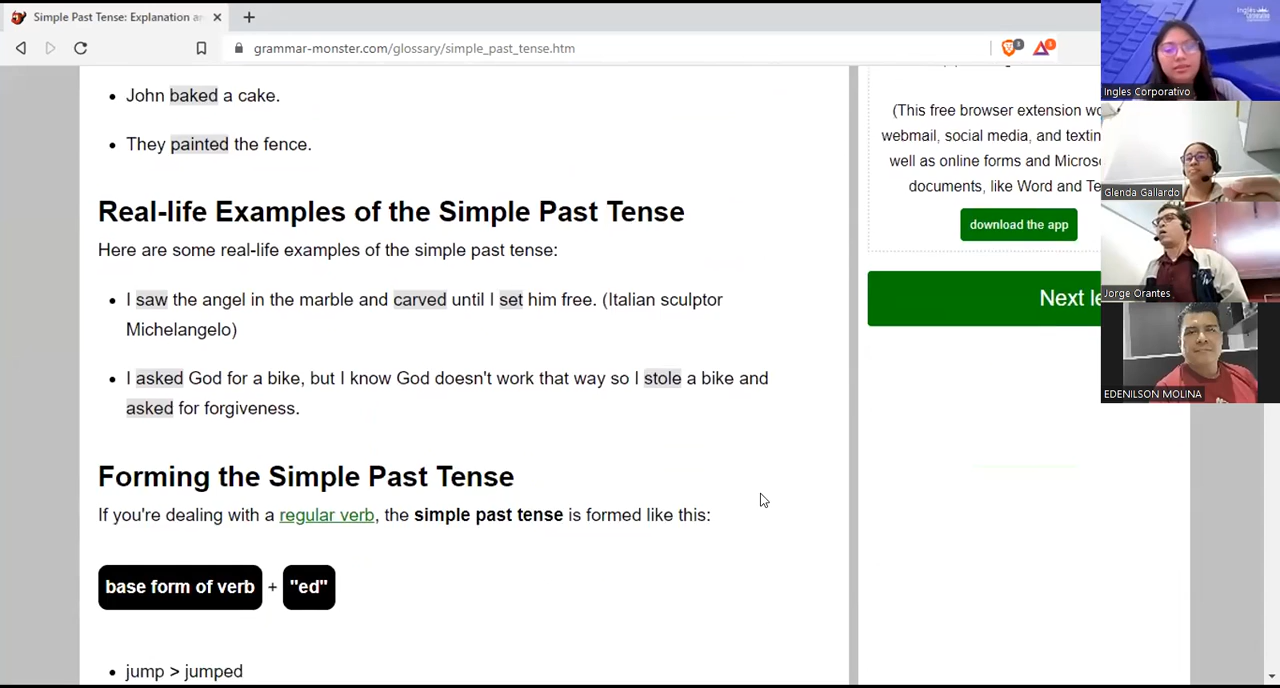 Simple Past Tense: Explanation a
grammar-monster.com/glossary/simple_past_tense.htm
John baked a cake.
They painted the fence.
Real-life Examples of the Simple Past Tense
Here are some real-life examples of the simple past tense:
I saw the angel in the marble and carved until I set him free. (Italian sculptor
Michelangelo)
I asked God for a bike, but I know God doesn't work that way so I stole a bike and
asked for forgiveness.
Forming the Simple Past Tense
If you're dealing with a regular verb, the simple past tense is formed like this:
base form of verb + "ed"
jump > jumped
(This free browser extension wo
webmail, social media, and textin
well as online forms and Micros
documents, like Word and Te
download the app
Next le
Ingles Corporativo
Glenda Gallardo
Jorge Orantes
EDENILSON MOLINA